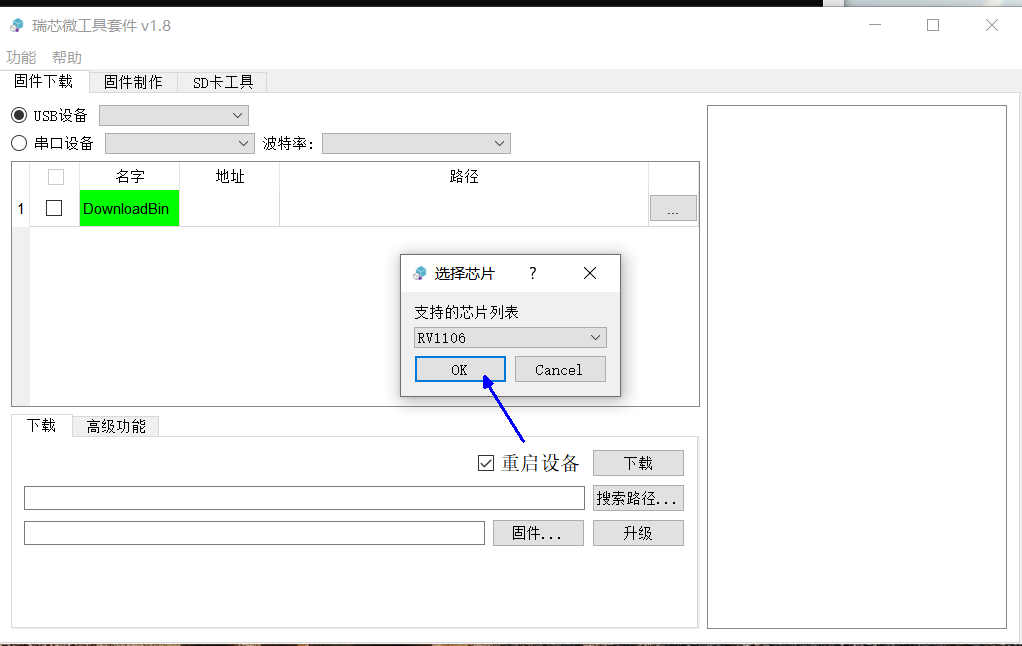 瑞芯微工具套件 v1.8
功能 帮助
固件下载 固件制作 SD卡工具
USB设备
串口设备 波特率：
名字 地址 路径
1 DownloadBin ...
选择芯片 ?
支持的芯片列表
RV1106
OK Cancel
下载 高级功能
重启设备 下载
搜索路径...
固件... 升级